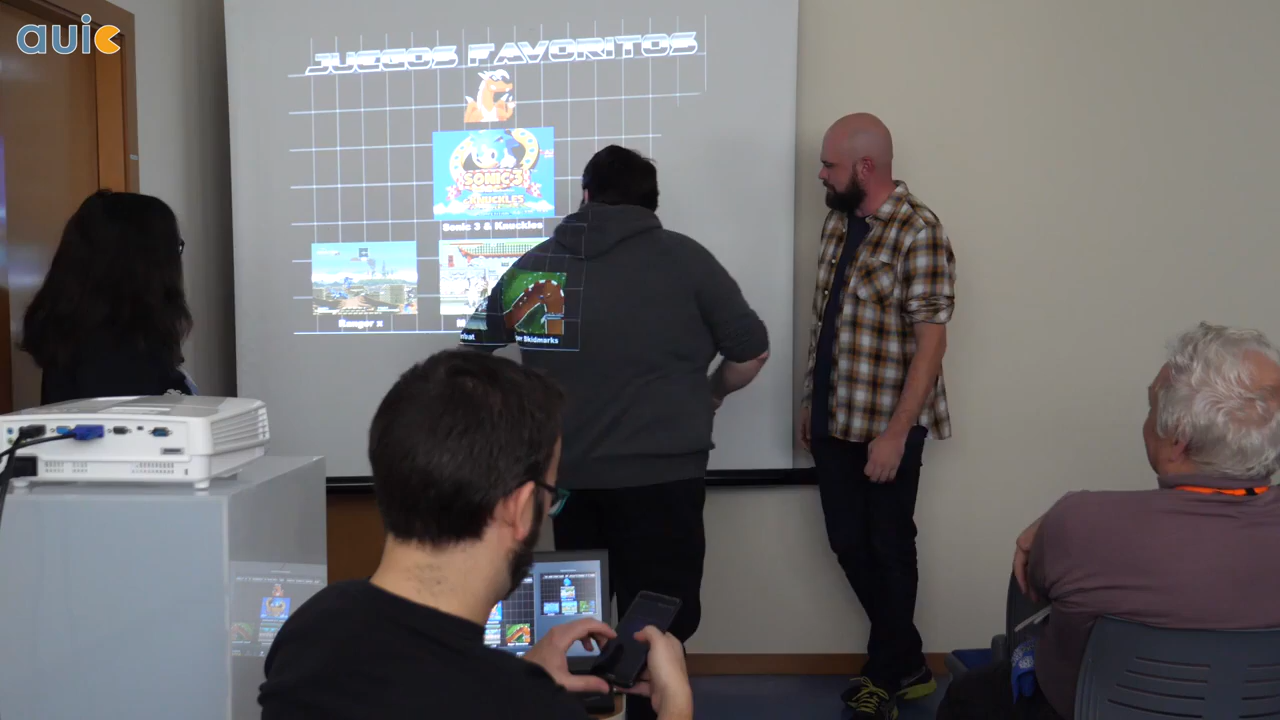 auic
JUEGOS FAVORITOS
SONIC 3
KNUCKLES
Sonic 3 & Knuckles
Ranger x
Skidmarks